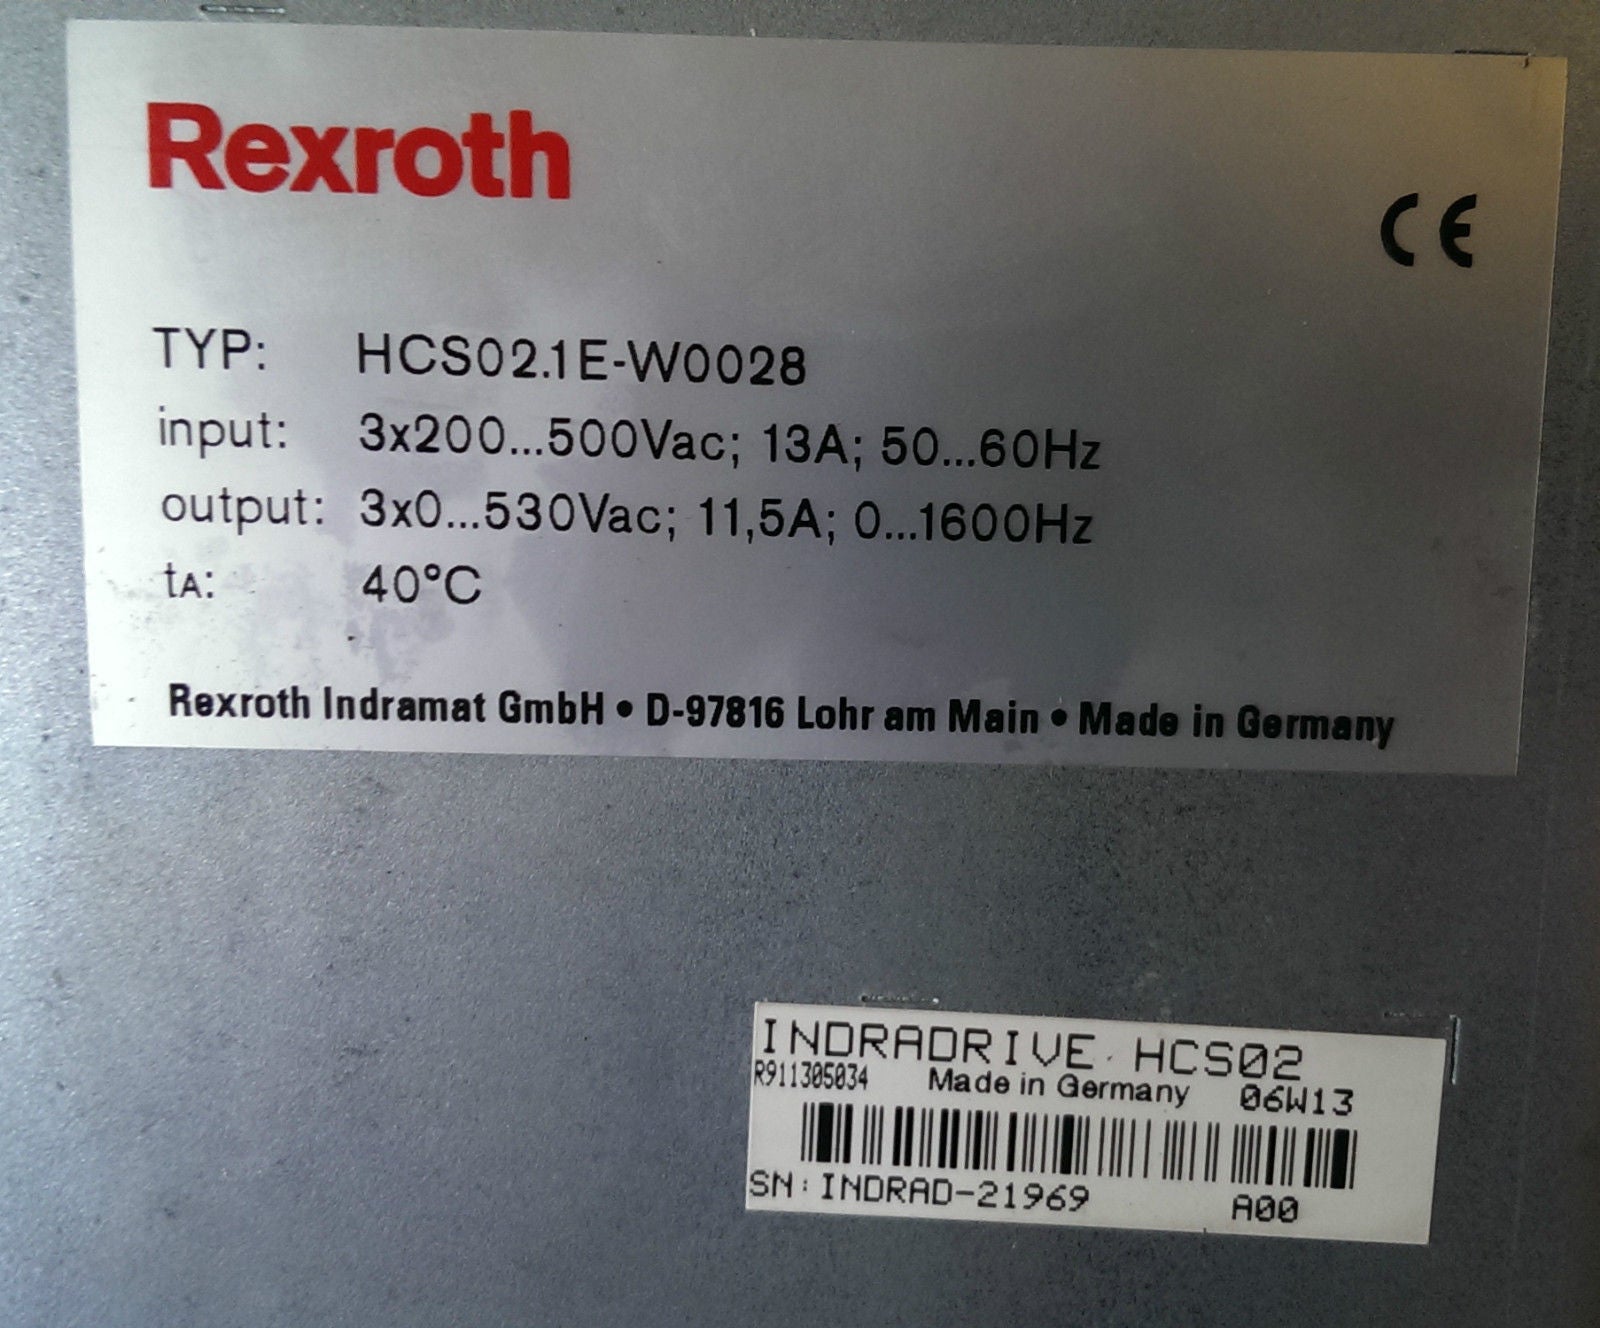 Rexroth
CE
TYP: HCS02.1E-W0028
input: 3x200...500Vac; 13A; 50...60Hz
output: 3x0...530Vac; 11,5A; 0...1600Hz
tA: 40°C
Rexroth Indramat GmbH • D-97816 Lohr am Main • Made in Germany
INDRADRIVE HCS02
R911305034 Made in Germany 06W13
SN: INDRAD-21969 A00